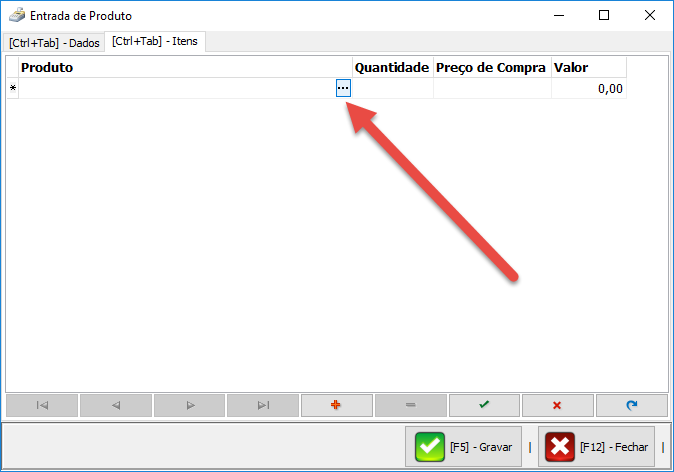 Entrada de Produto
[Ctrl+Tab] - Dados [Ctrl+Tab] - Itens
Produto Quantidade Preço de Compra Valor
* ... 0,00
[F5] - Gravar | [F12] - Fechar |